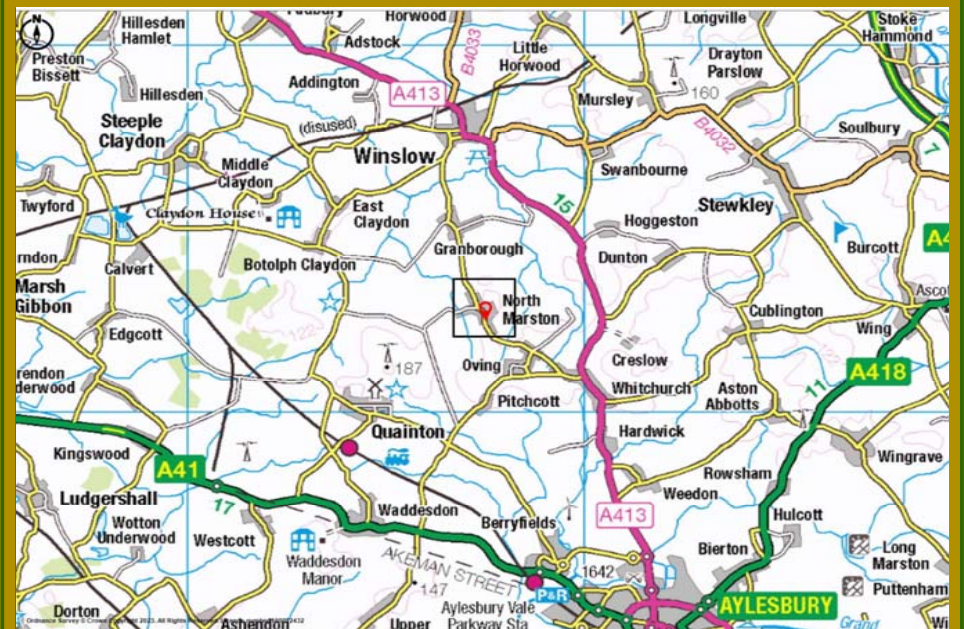 N
Hillesden
Hamlet
Padbury
Horwood
Longville
Stoke
Hammond
Preston
Bissett
Adstock
B4033
Little
Horwood
Drayton
Parslow
Addington
A413
Hillesden
Mursley
160
Steeple
Claydon
(disused)
B4032
Soulbury
Winslow
7
Middle
Claydon
Swanbourne
Twyford
Claydon House
East
Claydon
15
Stewkley
Hoggeston
Granborough
Burcott
A4
rndon
Calvert
Botolph Claydon
Dunton
Marsh
Gibbon
North
Marston
Ascot
Cublington
Wing
Edgcott
122
Creslow
187
Oving
A418
rendon
derwood
Whitchurch
Aston
Abbotts
11
Pitchcott
Quainton
Hardwick
Kingswood
Wingrave
A41
Rowsham
Ludgershall
17
Weedon
Waddesdon
A413
Berryfields
Hulcott
Wotton
Underwood
Westcott
Bierton
Long
Marston
Waddesdon
Manor
AKEMAN STREET
1642
Puttenham
147
P&R
AYLESBURY
Dorton
Aylesbury Vale
Parkway Sta
Ashendon
Upper
Grand
Wi